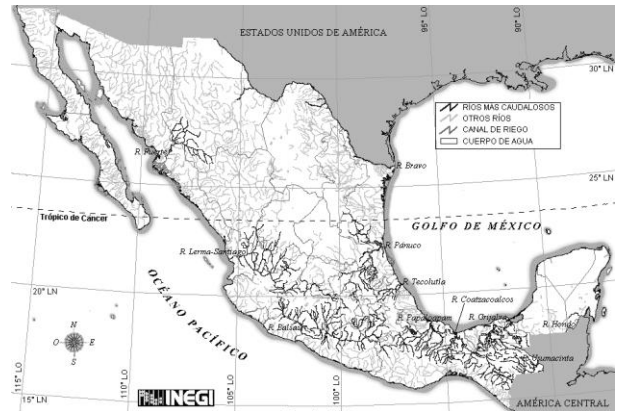 ESTADOS UNIDOS DE AMÉRICA
95° LO
90° LO
30° LN
RÍOS MÁS CAUDALOSOS
OTROS RÍOS
CANAL DE RIEGO
CUERPO DE AGUA
R. Fuerte
R. Bravo
25° LN
Trópico de Cáncer
GOLFO DE MÉXICO
R. Pánuco
R. Lerma-Santiago
R. Tecolutla
OCÉANO PACÍFICO
20° LN
R. Coatzacoalcos
R. Balsas
R. Papaloapan
R. Grijalva
R. Hondo
N
O
E
S
R. Usumacinta
115° LO
15° LN
110° LO
INEGI
105° LO
100° LO
AMÉRICA CENTRAL